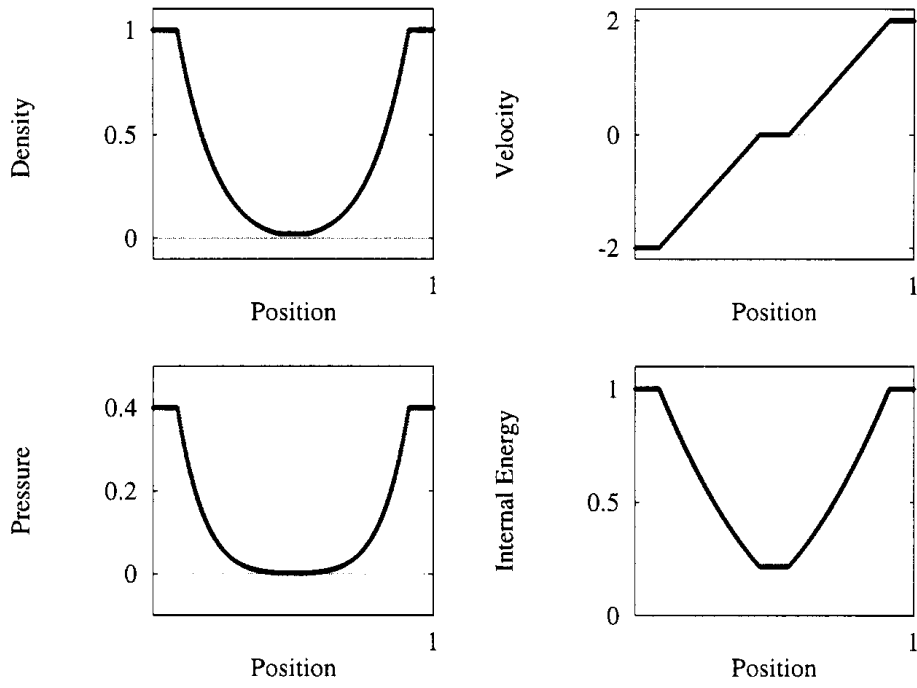 Density
1
0.5
0
1
Position
Velocity
2
0
-2
1
Position
Pressure
0.4
0.2
0
1
Position
Internal Energy
1
0.5
0
1
Position